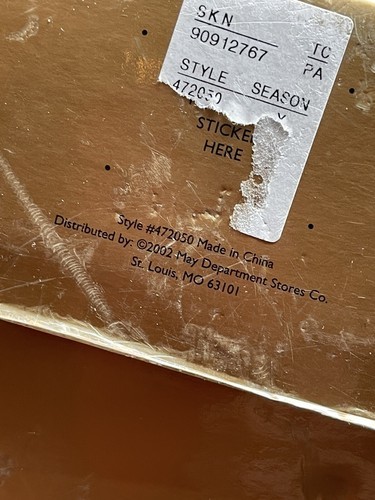 SKN
90912767
TC
PA
STYLE SEASON
472050
STICKE
HERE
Style #472050 Made in China
Distributed by: ©2002 May Department Stores Co.
St. Louis, MO 63101